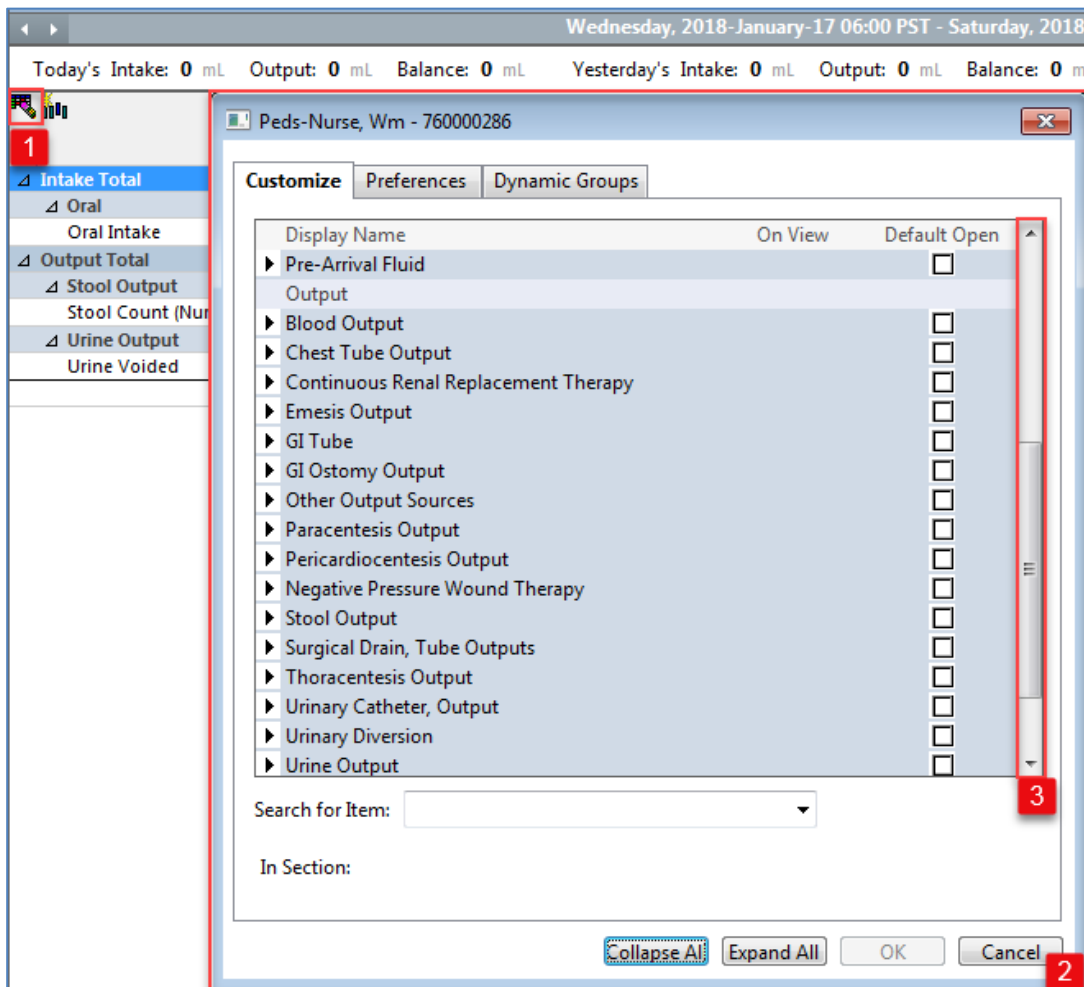 Wednesday, 2018-January-17 06:00 PST - Saturday, 2018
Today's Intake: 0 mL Output: 0 mL Balance: 0 mL Yesterday's Intake: 0 mL Output: 0 mL Balance: 0 m
1
Intake Total
Oral
Oral Intake
Output Total
Stool Output
Stool Count (Nur
Urine Output
Urine Voided
Peds-Nurse, Wm - 760000286
Customize Preferences Dynamic Groups
Display Name On View Default Open
Pre-Arrival Fluid
Output
Blood Output
Chest Tube Output
Continuous Renal Replacement Therapy
Emesis Output
GI Tube
GI Ostomy Output
Other Output Sources
Paracentesis Output
Pericardiocentesis Output
Negative Pressure Wound Therapy
Stool Output
Surgical Drain, Tube Outputs
Thoracentesis Output
Urinary Catheter, Output
Urinary Diversion
Urine Output
3
Search for Item:
In Section:
Collapse Al Expand All OK Cancel
2